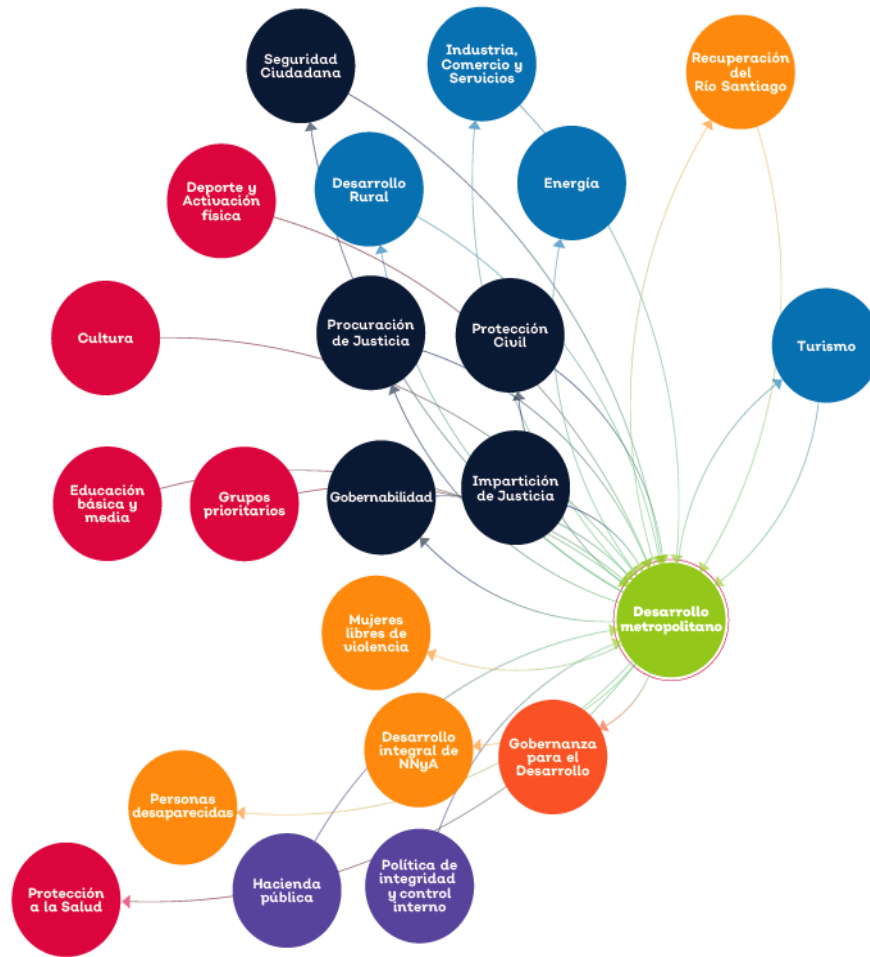 Seguridad
Ciudadana
Industria,
Comercio y
Servicios
Recuperación
del
Río Santiago
Deporte y
Activación
física
Desarrollo
Rural
Energía
Cultura
Procuración
de Justicia
Protección
Civil
Turismo
Educación
básica y
media
Grupos
prioritarios
Gobernabilidad
Impartición
de Justicia
Mujeres
libres de
violencia
Desarrollo
metropolitano
Desarrollo
integral de
NNyA
Gobernanza
para el
Desarrollo
Personas
desaparecidas
Protección
a la Salud
Hacienda
pública
Política de
integridad
y control
interno